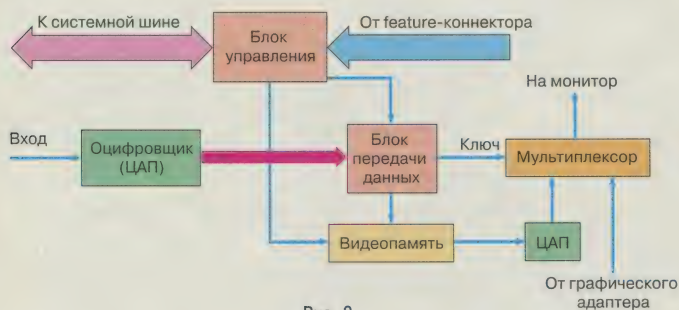 К системной шине
Блок
управления
От feature-коннектора
На монитор
Вход
Оцифровщик
(ЦАП)
Блок
передачи
данных
Ключ
Мультиплексор
Видеопамять
ЦАП
От графического
адаптера